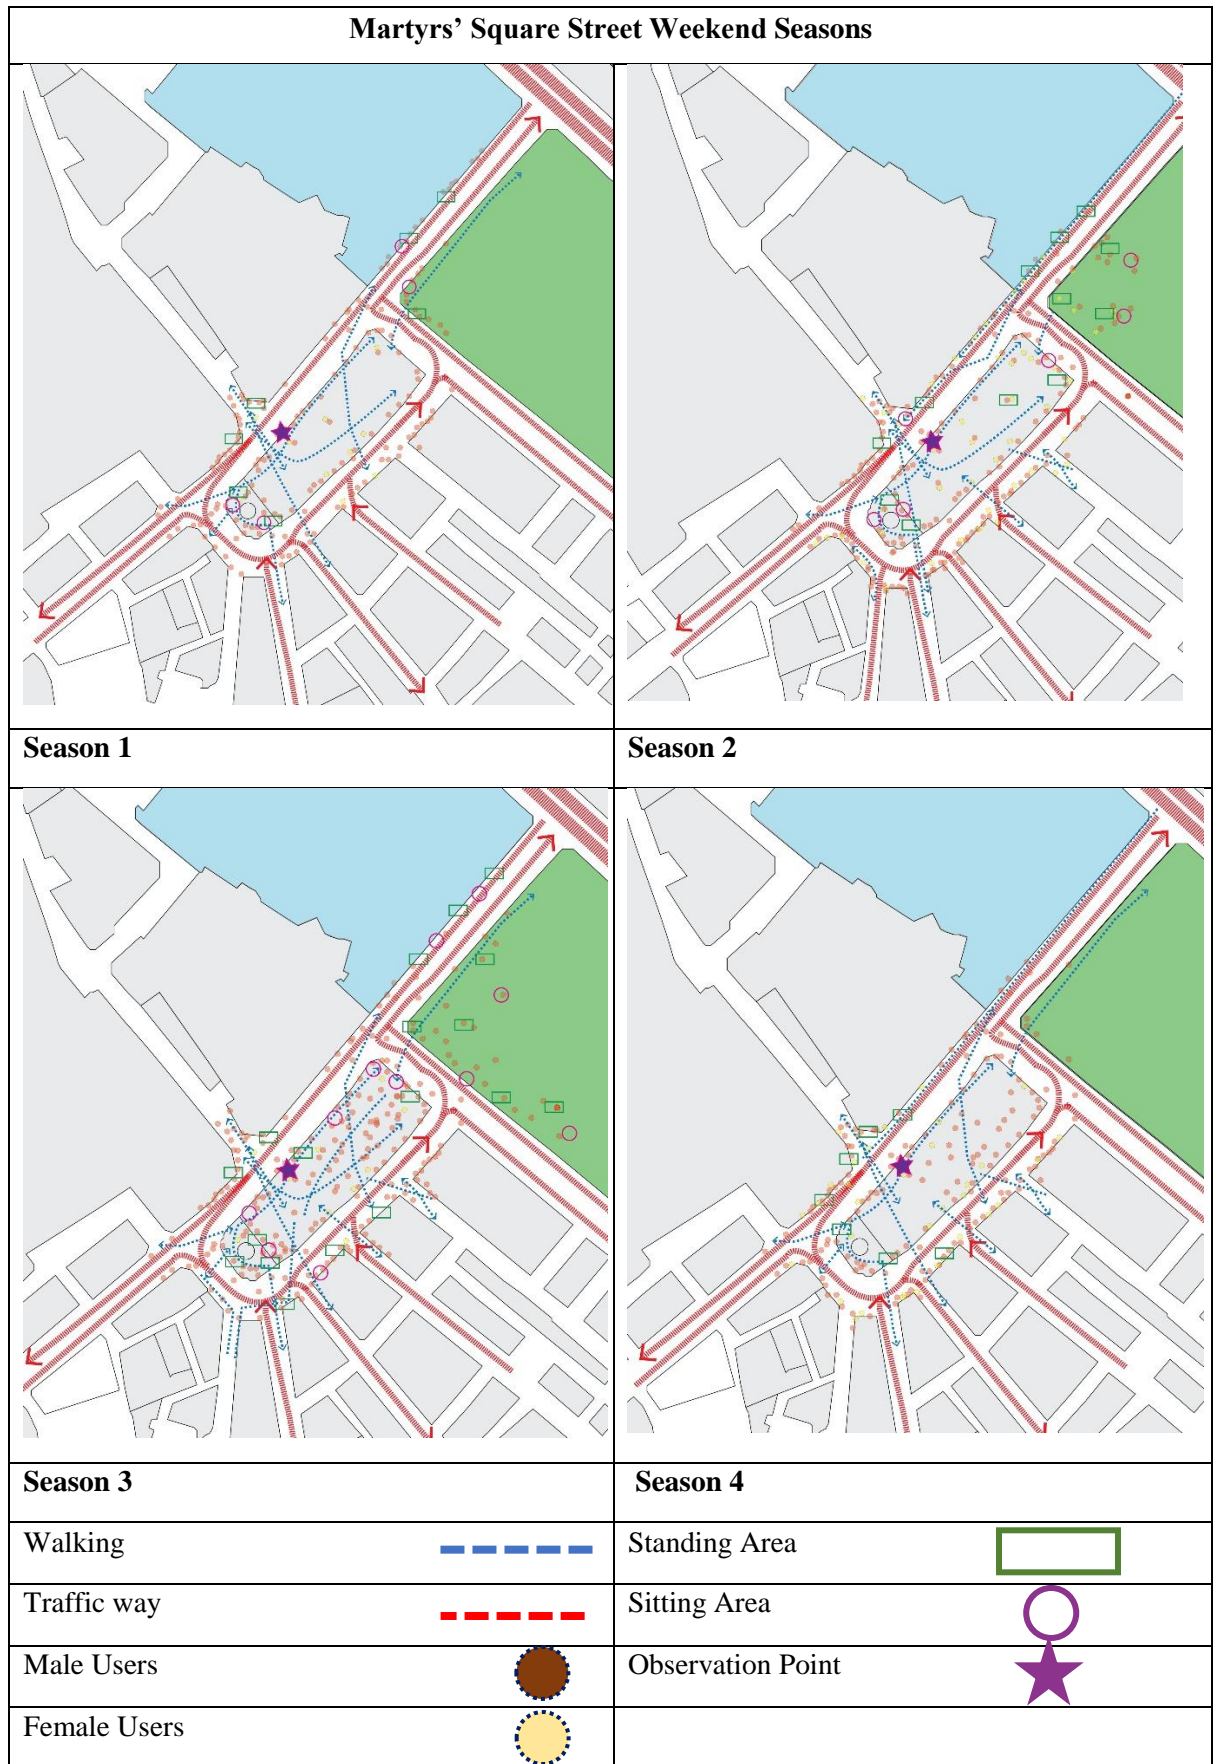 Martyrs’ Square Street Weekend Seasons
Season 1
Season 2
Season 3
Season 4
Walking
Standing Area
Traffic way
Sitting Area
Male Users
Observation Point
Female Users